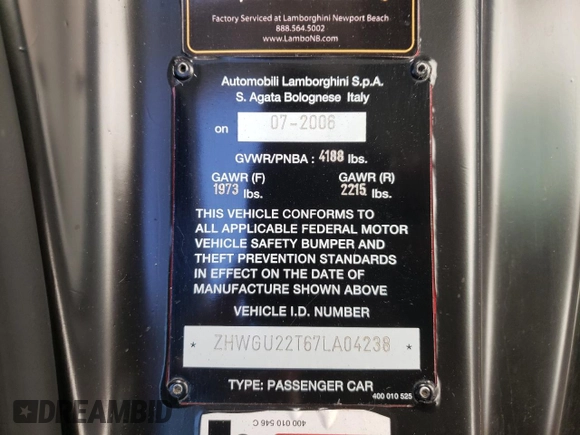 Factory Serviced at Lamborghini Newport Beach
888.564.5002
www.LamboNB.com
Automobili Lamborghini S.p.A.
S. Agata Bolognese Italy
on 07-2006
GVWR/PNBA : 4188 lbs.
GAWR (F) GAWR (R)
1973 lbs. 2215 lbs.
THIS VEHICLE CONFORMS TO
ALL APPLICABLE FEDERAL MOTOR
VEHICLE SAFETY BUMPER AND
THEFT PREVENTION STANDARDS
IN EFFECT ON THE DATE OF
MANUFACTURE SHOWN ABOVE
VEHICLE I.D. NUMBER
* ZHWGU22T67LA04238 *
TYPE: PASSENGER CAR
400 010 525
400 010 546 C
DREAMBID